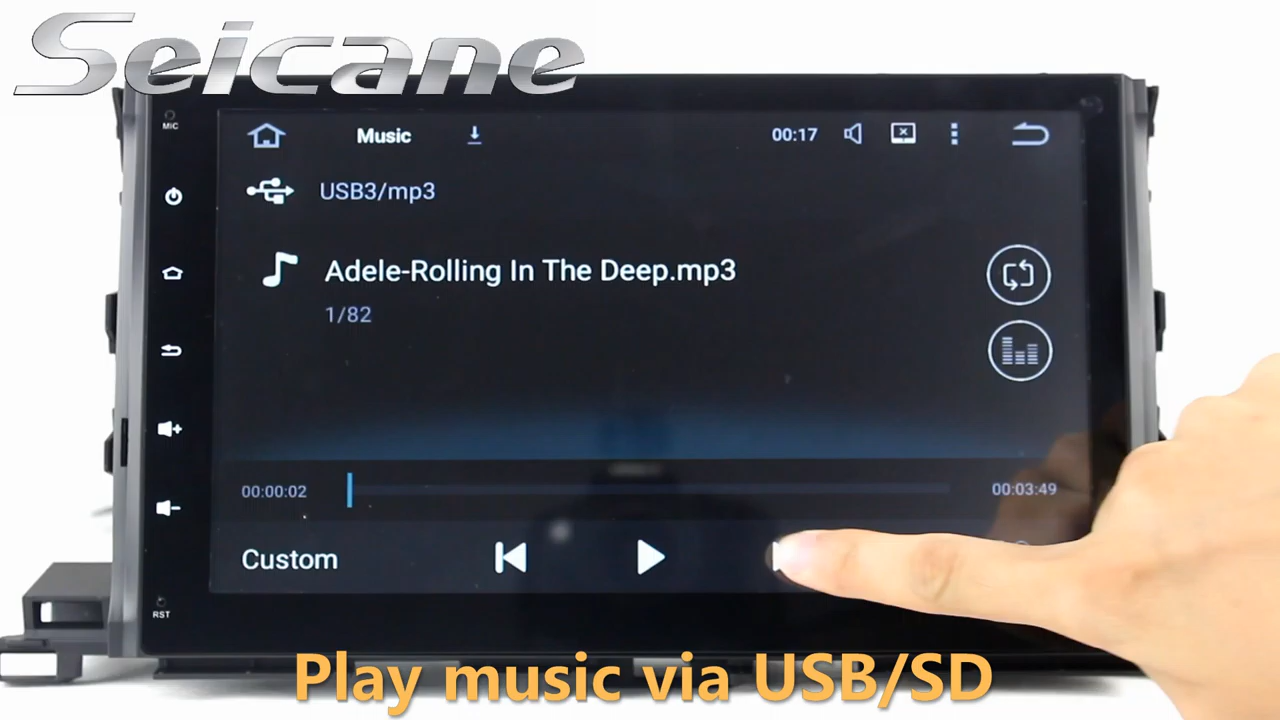 Seicane
MIC
Music
00:17
USB3/mp3
Adele-Rolling In The Deep.mp3
1/82
00:00:02
00:03:49
Custom
RST
Play music via USB/SD